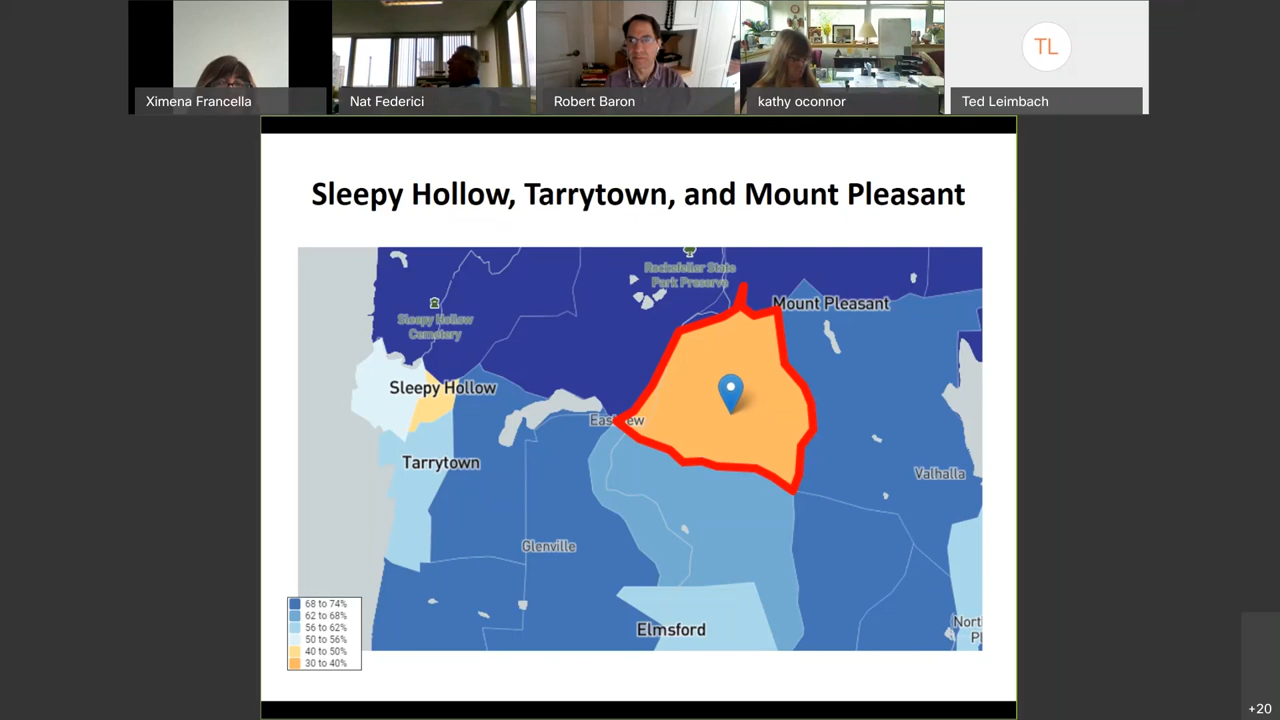 Ximena Francella
Nat Federici
Robert Baron
kathy oconnor
TL
Ted Leimbach
Sleepy Hollow, Tarrytown, and Mount Pleasant
Rockefeller State
Park Preserve
Mount Pleasant
Sleepy Hollow
Cemetery
Sleepy Hollow
Eastview
Tarrytown
Valhalla
Glenville
Elmsford
68 to 74%
62 to 68%
56 to 62%
50 to 56%
40 to 50%
30 to 40%
+20